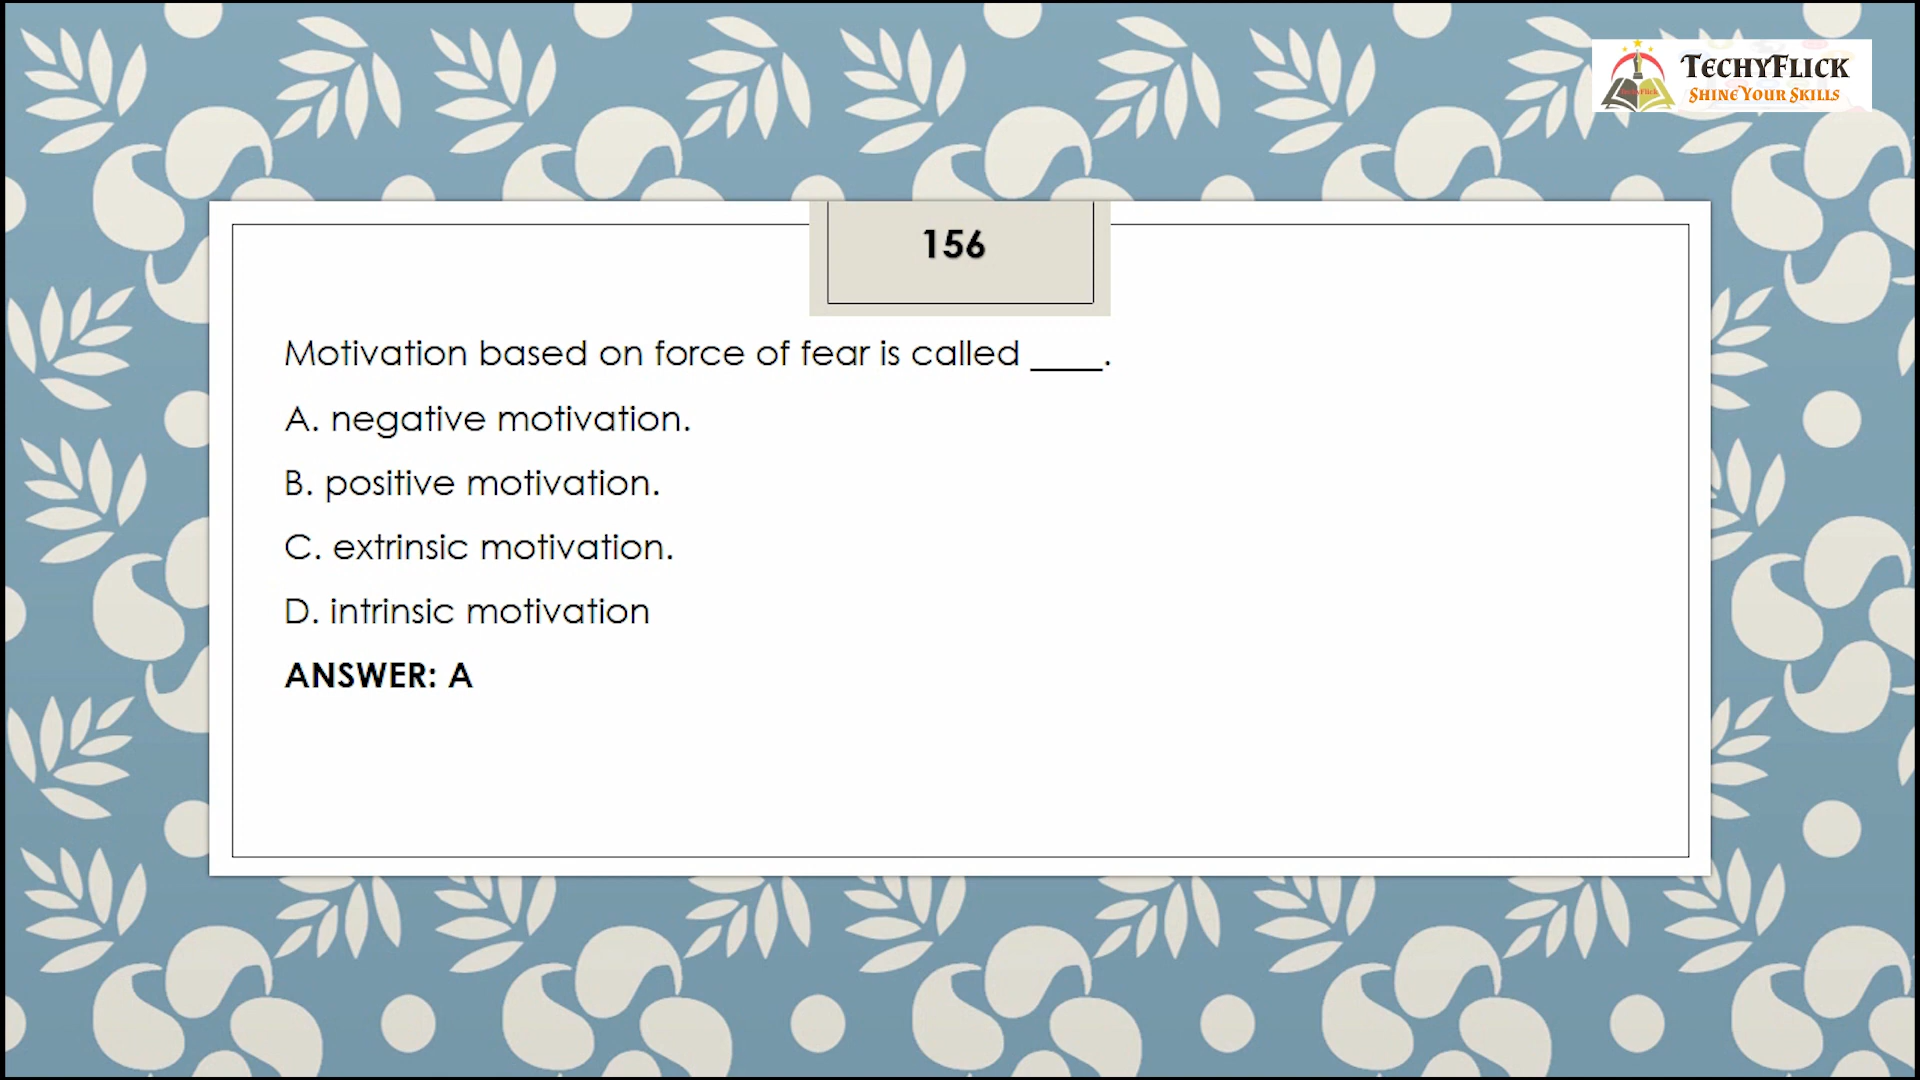 TECHYFLICK
SHINE YOUR SKILLS
156
Motivation based on force of fear is called ____.
A. negative motivation.
B. positive motivation.
C. extrinsic motivation.
D. intrinsic motivation
ANSWER: A